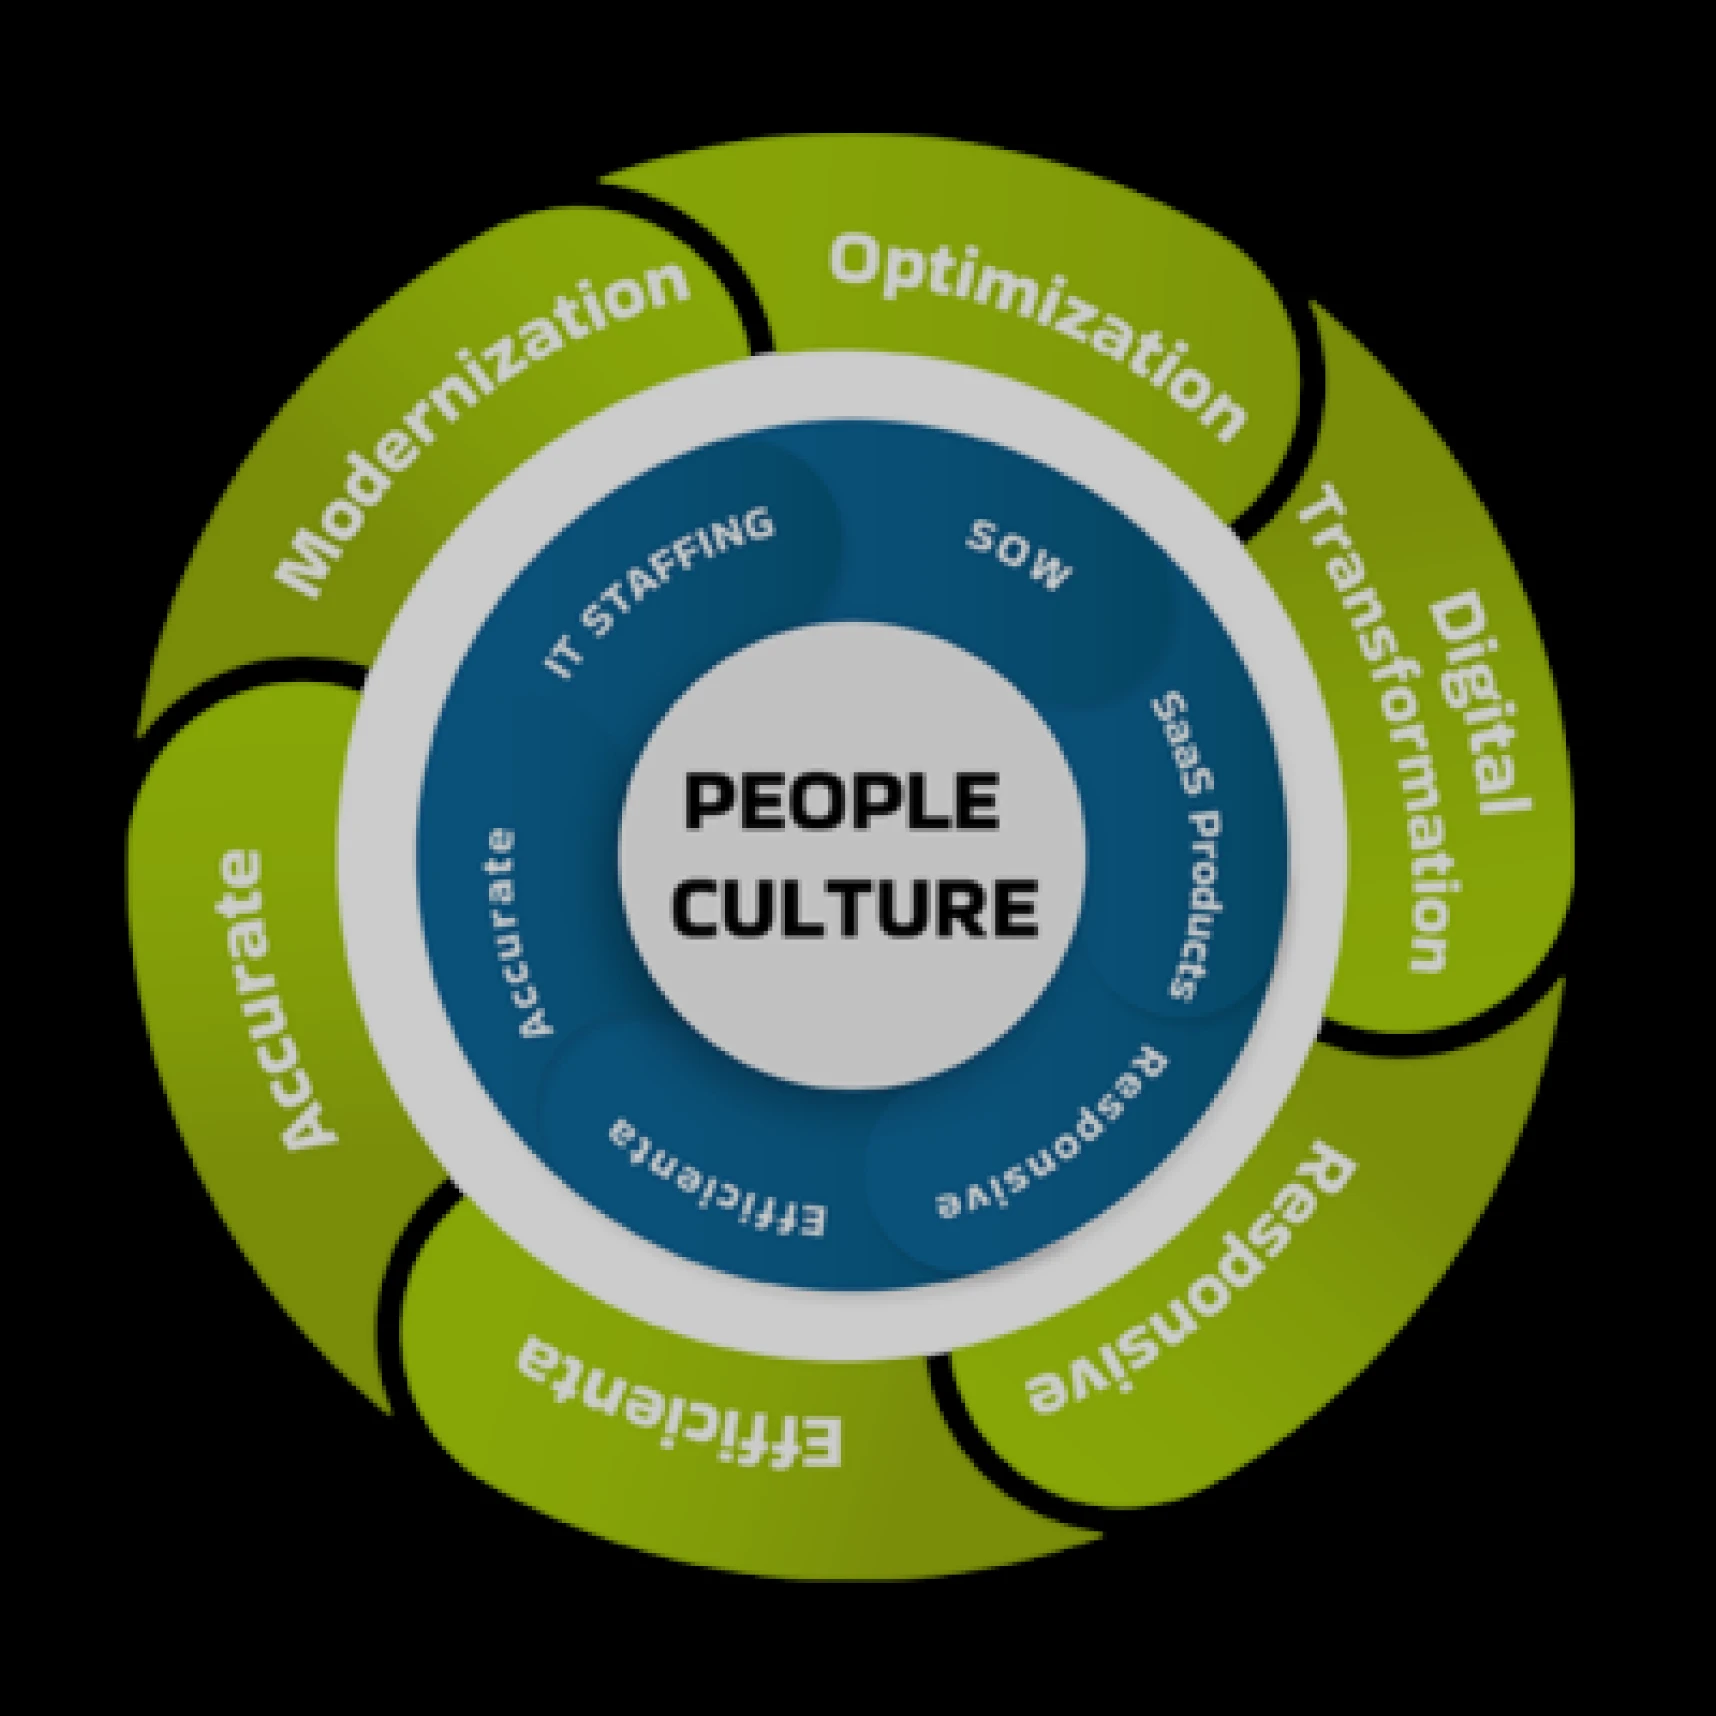 Optimization
Digital
Transformation
Responsive
Efficienta
Accurate
Modernization
SOW
SaaS Products
Responsive
Efficienta
Accurate
IT STAFFING
PEOPLE
CULTURE